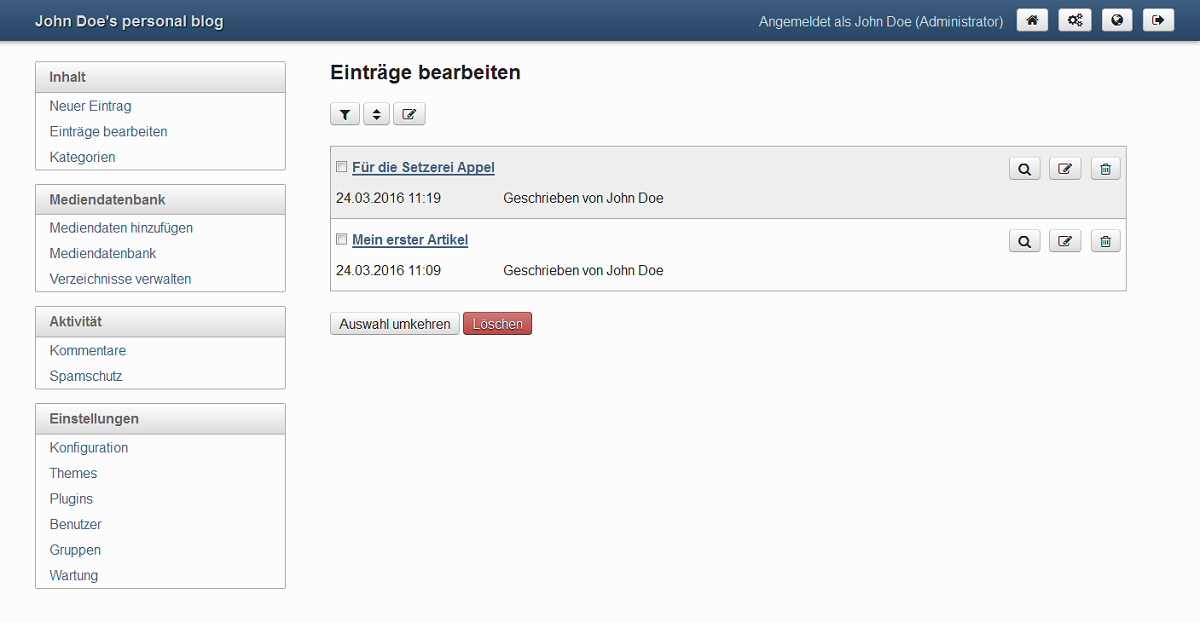 John Doe's personal blog
Angemeldet als John Doe (Administrator)
Inhalt
Neuer Eintrag
Einträge bearbeiten
Kategorien
Mediendatenbank
Mediendaten hinzufügen
Mediendatenbank
Verzeichnisse verwalten
Aktivität
Kommentare
Spamschutz
Einstellungen
Konfiguration
Themes
Plugins
Benutzer
Gruppen
Wartung
Einträge bearbeiten
Für die Setzerei Appel
24.03.2016 11:19 Geschrieben von John Doe
Mein erster Artikel
24.03.2016 11:09 Geschrieben von John Doe
Auswahl umkehren Löschen